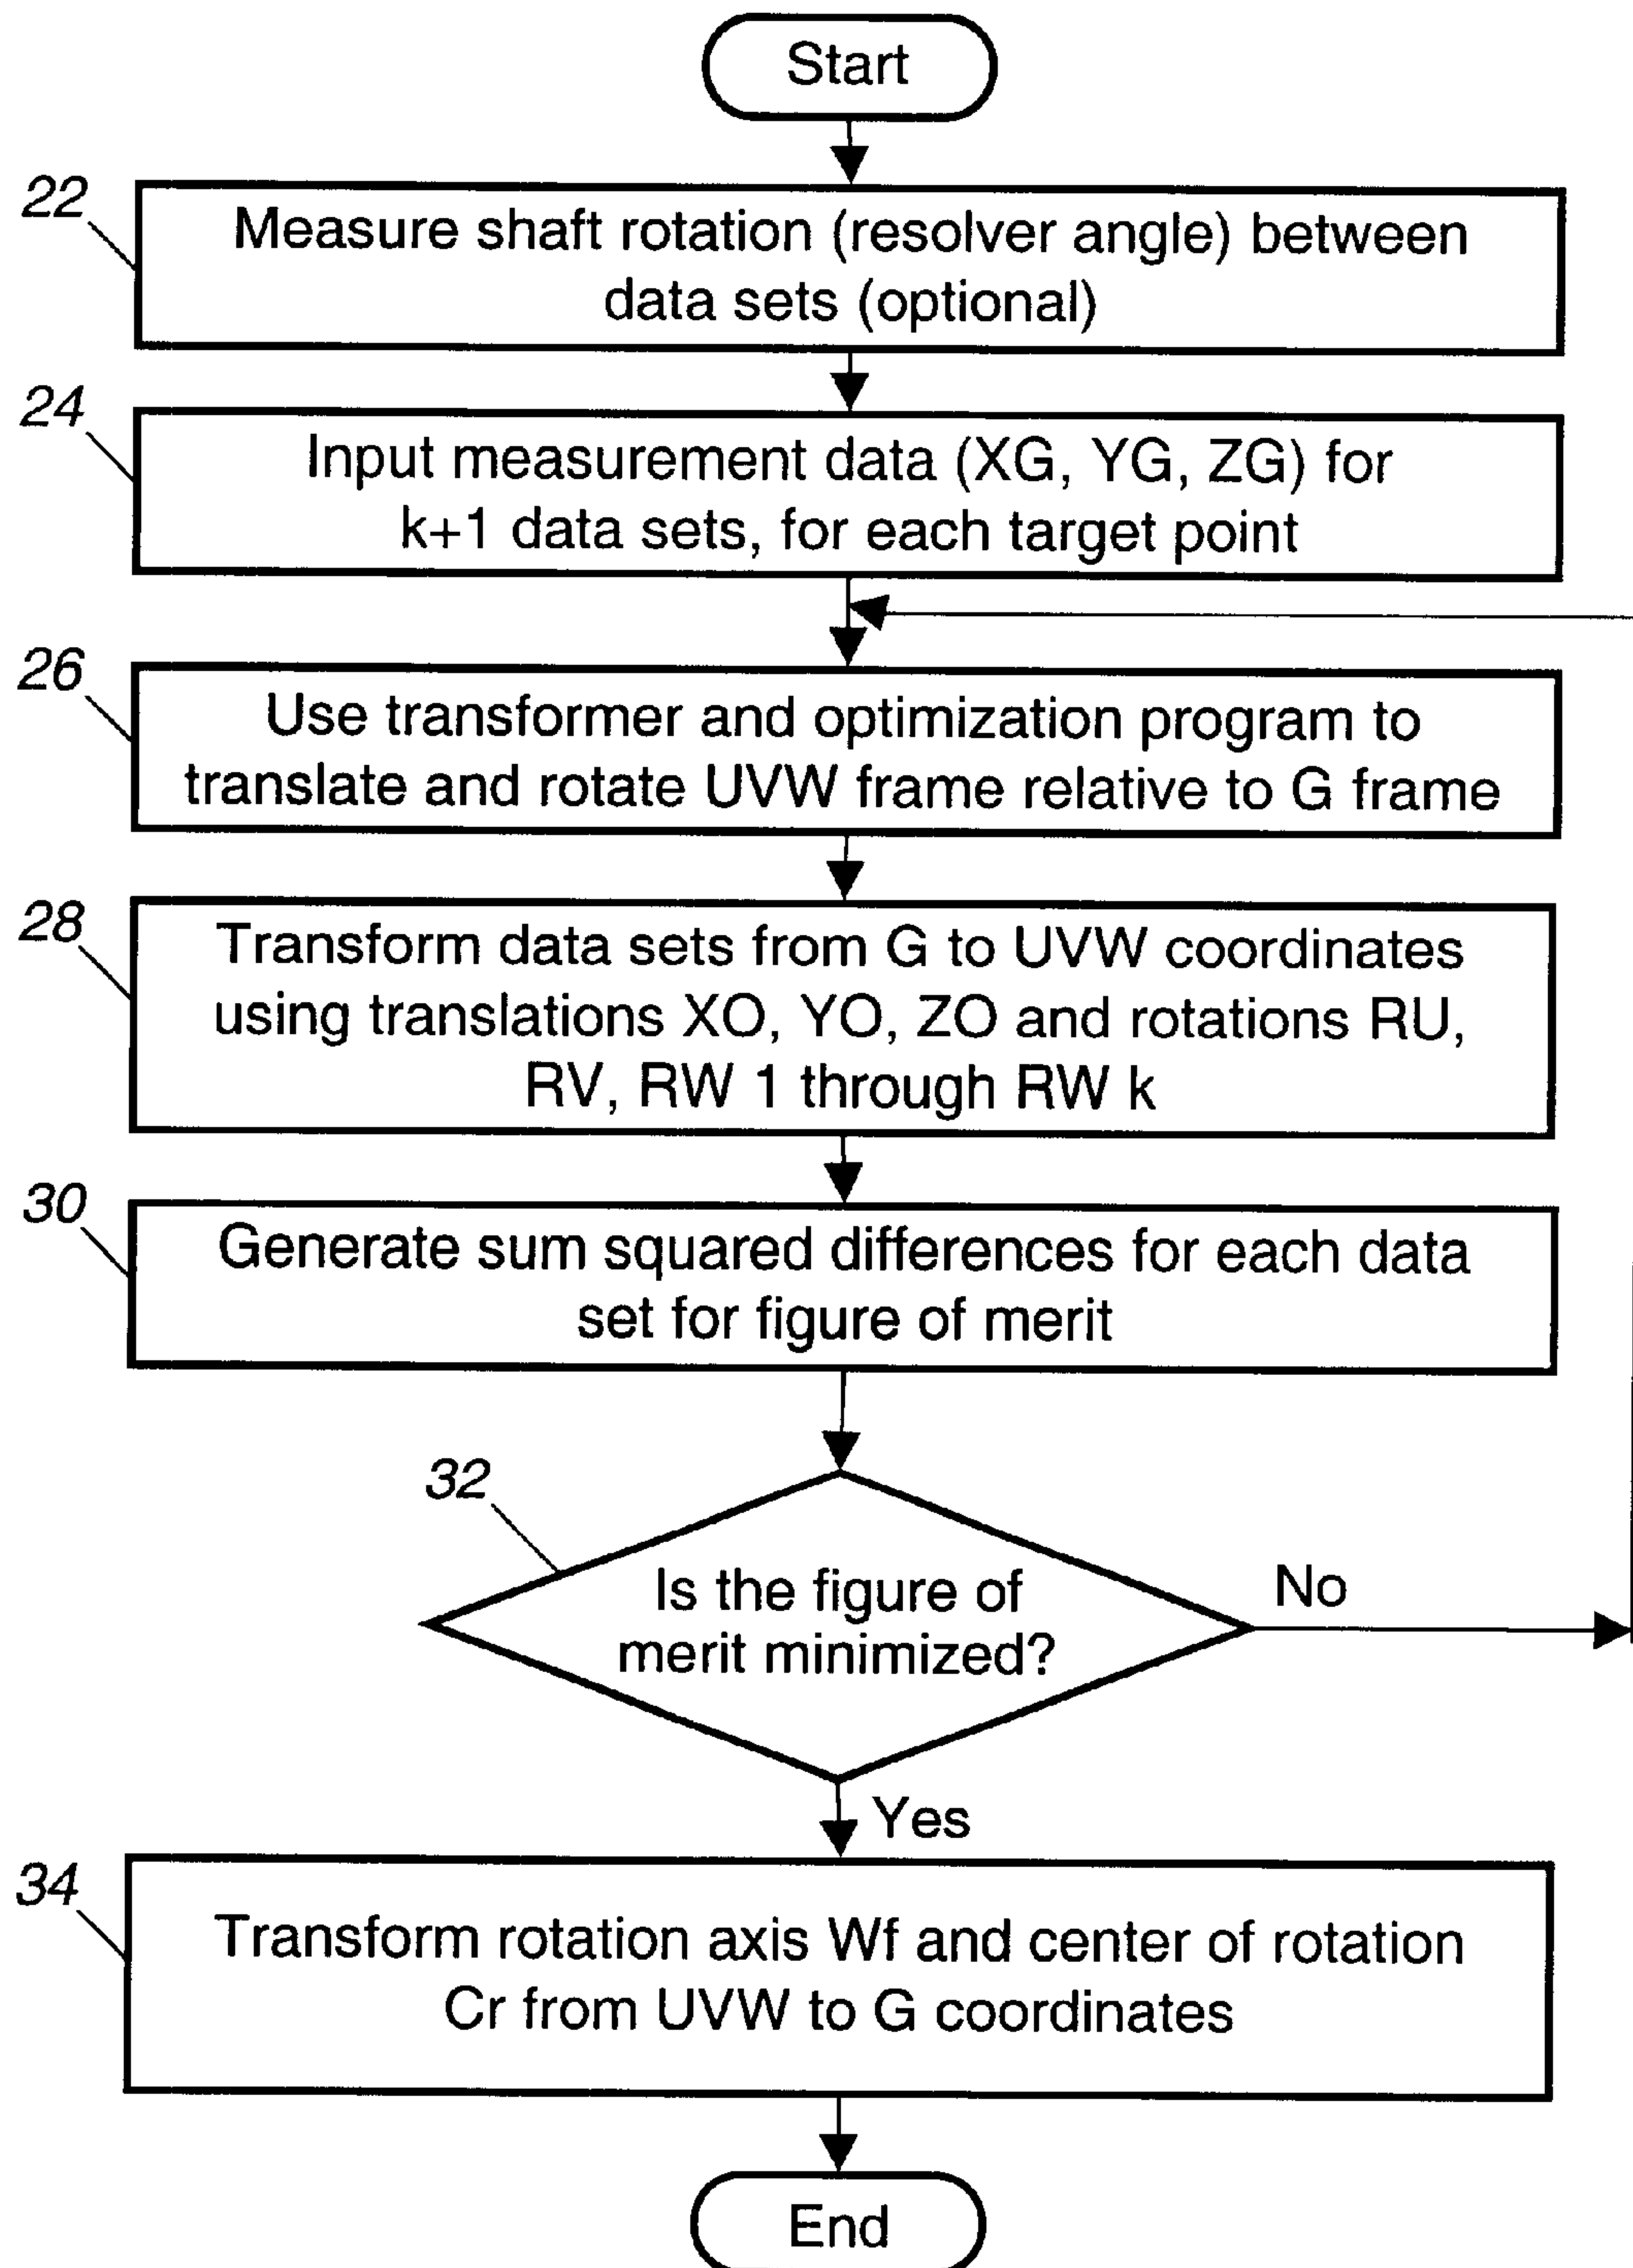 Start
22
Measure shaft rotation (resolver angle) between
data sets (optional)
24
Input measurement data (XG, YG, ZG) for
k+1 data sets, for each target point
26
Use transformer and optimization program to
translate and rotate UVW frame relative to G frame
28
Transform data sets from G to UVW coordinates
using translations XO, YO, ZO and rotations RU,
RV, RW 1 through RW k
30
Generate sum squared differences for each data
set for figure of merit
32
Is the figure of
merit minimized?
No
Yes
34
Transform rotation axis Wf and center of rotation
Cr from UVW to G coordinates
End